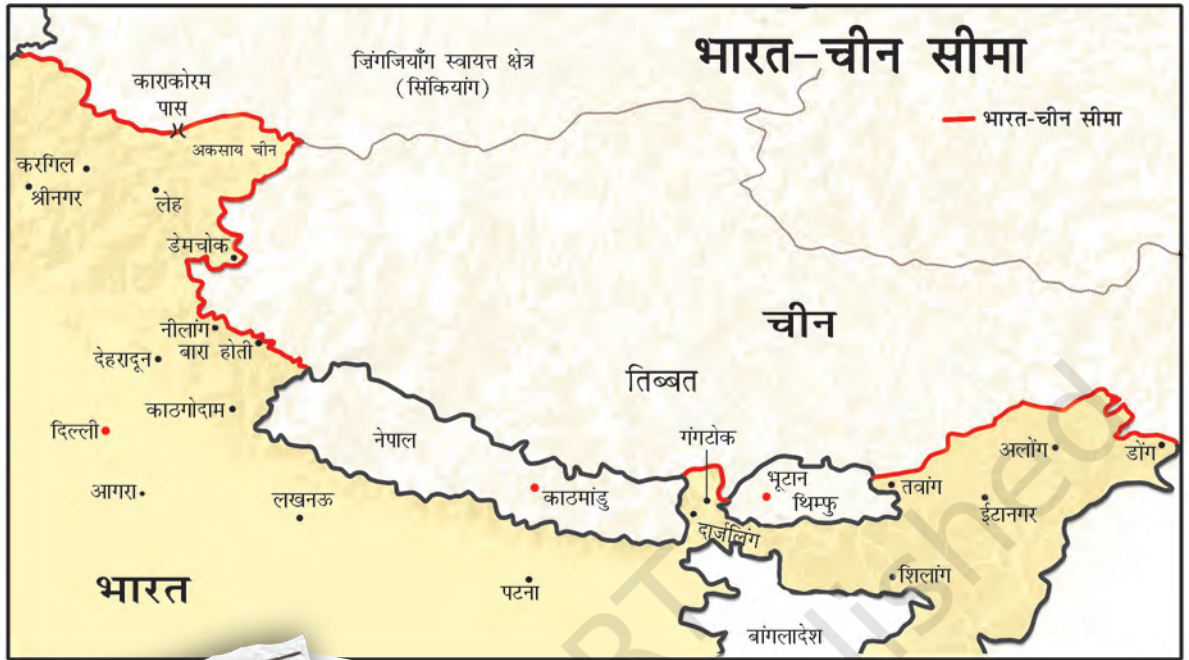 भारत-चीन सीमा
भारत-चीन सीमा
ज़िंगजियाँग स्वायत्त क्षेत्र
(सिंकियांग)
काराकोरम
पास
अकसाय चीन
करगिल
श्रीनगर
लेह
डेमचोक
नीलांग
बारा होती
देहरादून
काठगोदाम
दिल्ली
आगरा
लखनऊ
नेपाल
काठमांडु
चीन
तिब्बत
गंगटोक
दार्जलिंग
भूटान
थिम्फु
तवांग
अलोंग
डोंग
ईटानगर
शिलांग
भारत
पटना
बांगलादेश